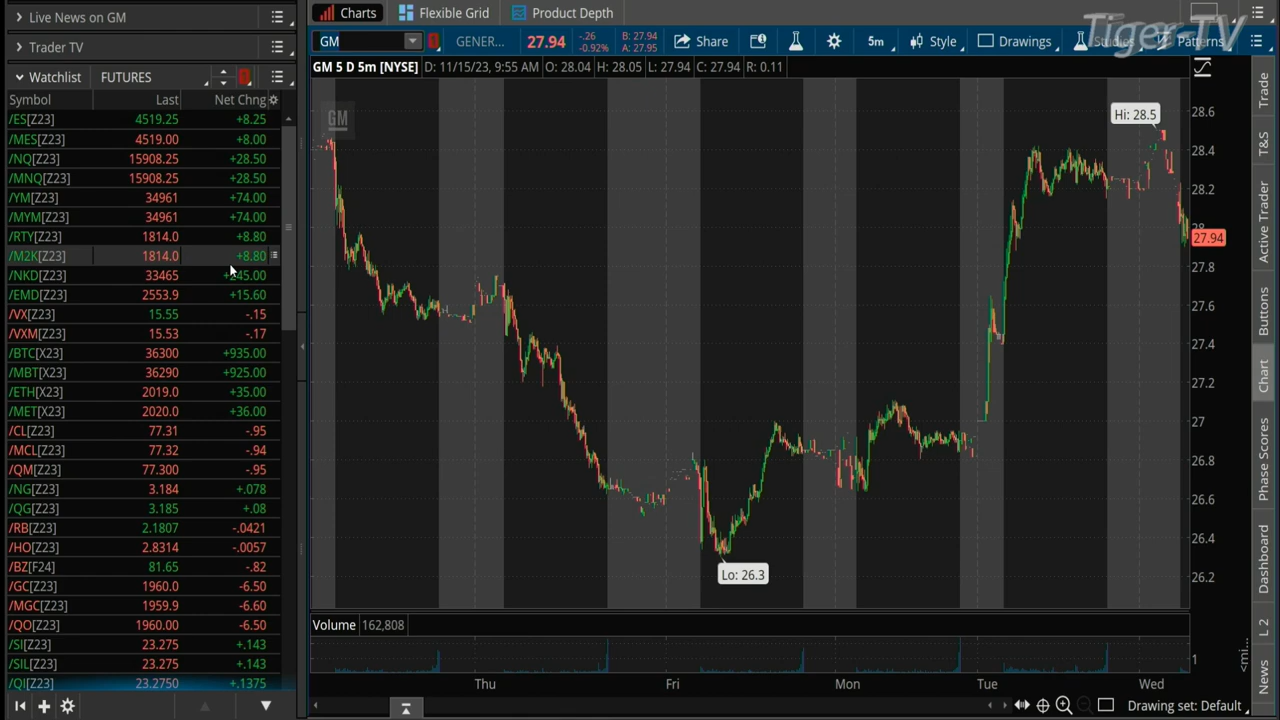 Live News on GM
Charts
Flexible Grid
Product Depth
Tiger TV
Trader TV
GM
GENER...
27.94
-.26
-0.92%
B: 27.94
A: 27.95
Share
5m
Style
Drawings
Studies
Patterns
Watchlist FUTURES
GM 5 D 5m [NYSE] D: 11/15/23, 9:55 AM O: 28.04 H: 28.05 L: 27.94 C: 27.94 R: 0.11
Symbol Last Net Chng
/ES[Z23] 4519.25 +8.25
/MES[Z23] 4519.00 +8.00
/NQ[Z23] 15908.25 +28.50
/MNQ[Z23] 15908.25 +28.50
/YM[Z23] 34961 +74.00
/MYM[Z23] 34961 +74.00
/RTY[Z23] 1814.0 +8.80
/M2K[Z23] 1814.0 +8.80
/NKD[Z23] 33465 +245.00
/EMD[Z23] 2553.9 +15.60
/VX[Z23] 15.55 -.15
/VXM[Z23] 15.53 -.17
/BTC[X23] 36300 +935.00
/MBT[X23] 36290 +925.00
/ETH[X23] 2019.0 +35.00
/MET[X23] 2020.0 +36.00
/CL[Z23] 77.31 -.95
/MCL[Z23] 77.32 -.94
/QM[Z23] 77.300 -.95
/NG[Z23] 3.184 +.078
/QG[Z23] 3.185 +.08
/RB[Z23] 2.1807 -.0421
/HO[Z23] 2.8314 -.0057
/BZ[F24] 81.65 -.82
/GC[Z23] 1960.0 -6.50
/MGC[Z23] 1959.9 -6.60
/QO[Z23] 1960.00 -6.50
/SI[Z23] 23.275 +.143
/SIL[Z23] 23.275 +.143
/QI[Z23] 23.2750 +.1375
GM
Hi: 28.5
Lo: 26.3
28.6
28.4
28.2
28
27.94
27.8
27.6
27.4
27.2
27
26.8
26.6
26.4
26.2
Volume 162,808
1
<mi...
Thu Fri Mon Tue Wed
Drawing set: Default
Trade
T&S
Active Trader
Buttons
Chart
Phase Scores
Dashboard
L 2
News